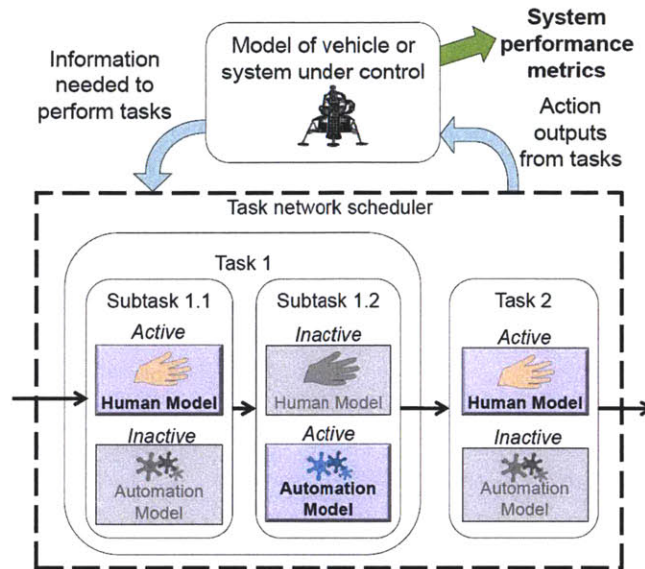 System
performance
metrics
Model of vehicle or
system under control
Information
needed to
perform tasks
Action
outputs
from tasks
Task network scheduler
Task 1
Subtask 1.1
Active
Human Model
Inactive
Automation
Model
Subtask 1.2
Inactive
Human Model
Active
Automation
Model
Task 2
Active
Human Model
Inactive
Automation
Model